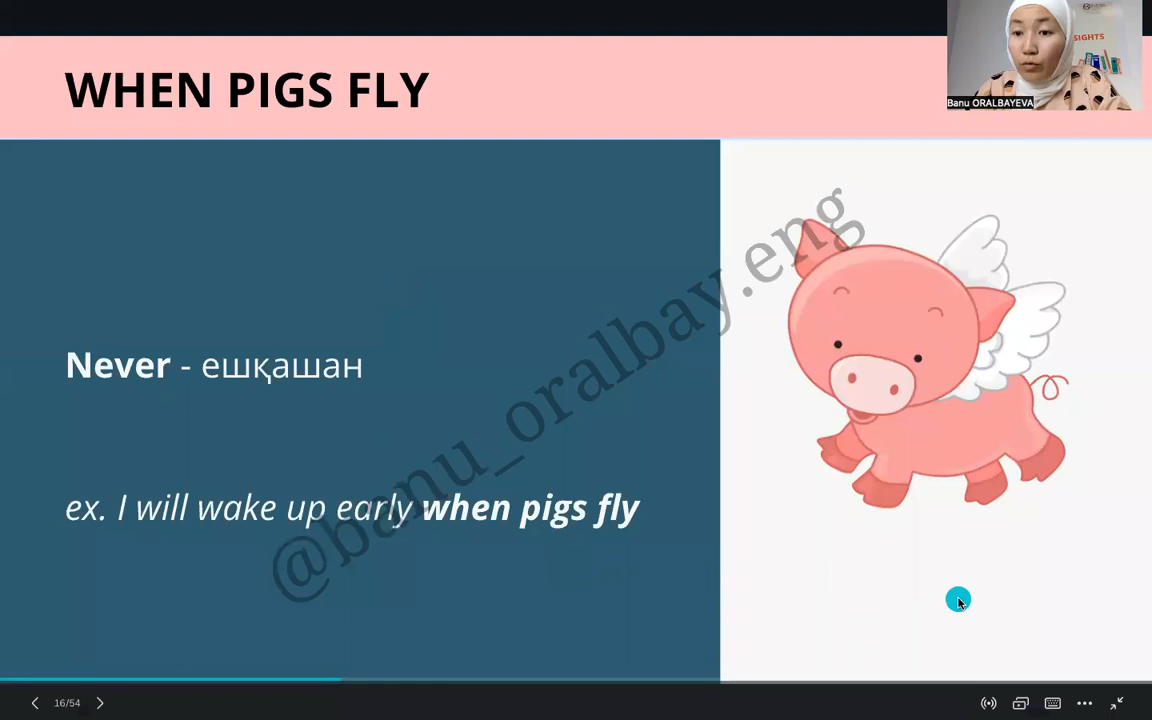 WHEN PIGS FLY
SIGHTS
Banu ORALBAYEVA
Never - ешқашан
ex. I will wake up early when pigs fly
@banu_oralbay.eng
16/54